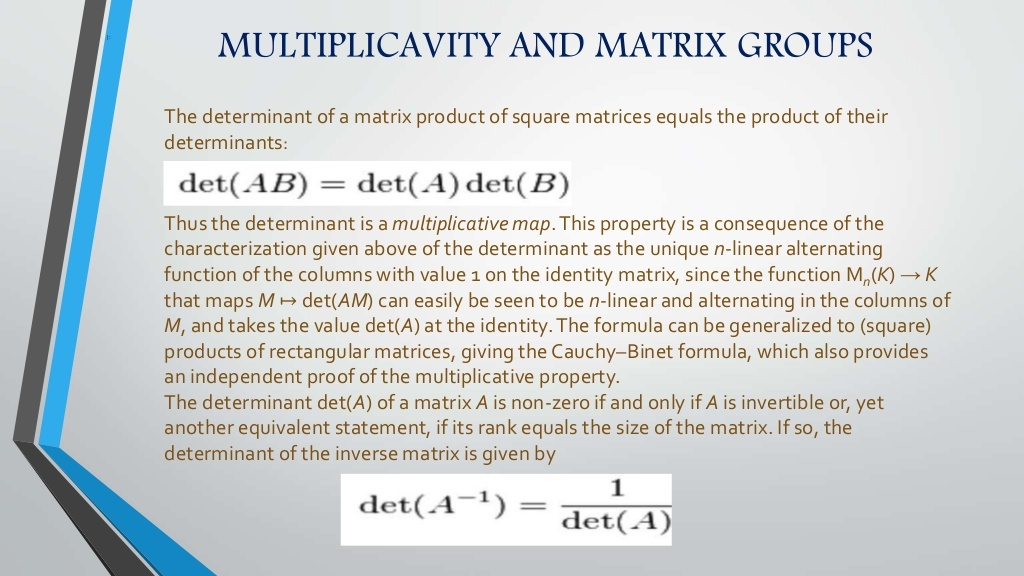 MULTIPLICAVITY AND MATRIX GROUPS
The determinant of a matrix product of square matrices equals the product of their
determinants:
det(AB) = det(A) det(B)
Thus the determinant is a multiplicative map. This property is a consequence of the
characterization given above of the determinant as the unique n-linear alternating
function of the columns with value 1 on the identity matrix, since the function Mₙ(K) → K
that maps M ↦ det(AM) can easily be seen to be n-linear and alternating in the columns of
M, and takes the value det(A) at the identity. The formula can be generalized to (square)
products of rectangular matrices, giving the Cauchy–Binet formula, which also provides
an independent proof of the multiplicative property.
The determinant det(A) of a matrix A is non-zero if and only if A is invertible or, yet
another equivalent statement, if its rank equals the size of the matrix. If so, the
determinant of the inverse matrix is given by
det(A⁻¹) = 1/det(A)